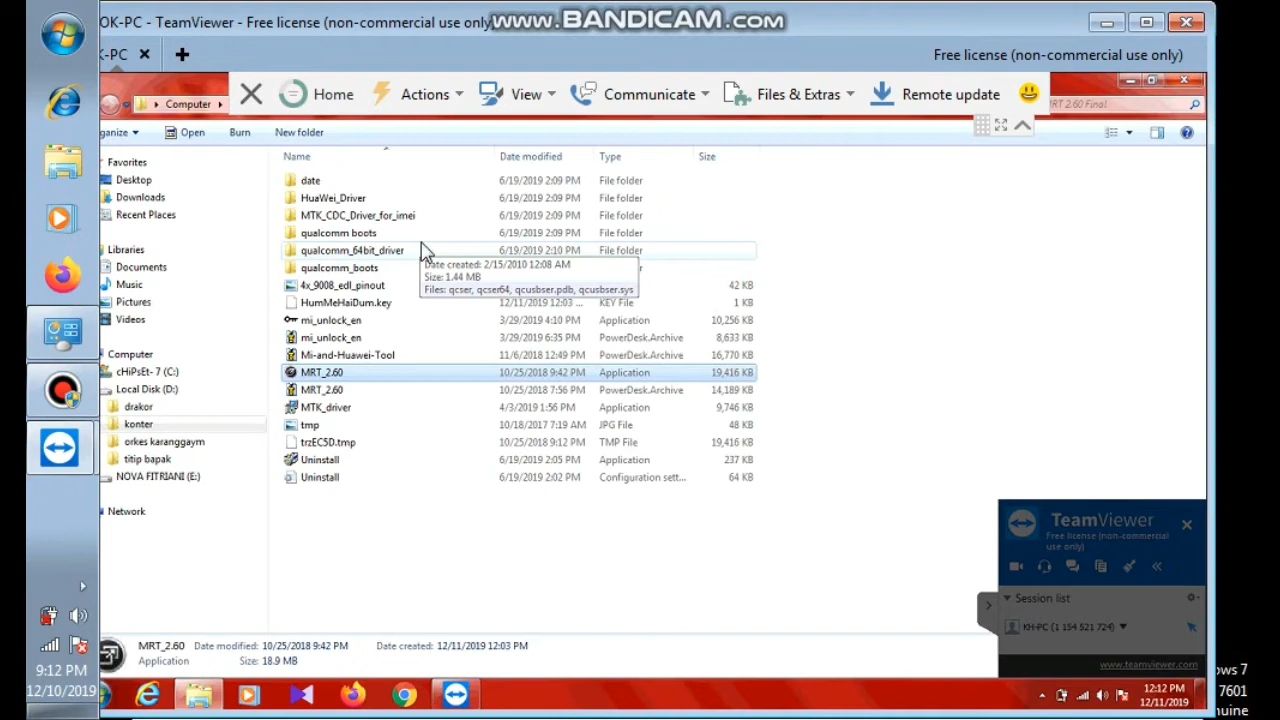 OK-PC - TeamViewer - Free license (non-commercial use only)
www.BANDICAM.com
K-PC
Free license (non-commercial use only)
Home
Actions
View
Communicate
Files & Extras
Remote update
Computer
MRT 2.60 Final
ganize
Open
Burn
New folder
Name
Date modified
Type
Size
Favorites
Desktop
Downloads
Recent Places
Libraries
Documents
Music
Pictures
Videos
Computer
cHiPsEt- 7 (C:)
Local Disk (D:)
drakor
konter
orkes karanggaym
titip bapak
NOVA FITRIANI (E:)
Network
date 6/19/2019 2:09 PM File folder
HuaWei_Driver 6/19/2019 2:09 PM File folder
MTK_CDC_Driver_for_imei 6/19/2019 2:09 PM File folder
qualcomm boots 6/19/2019 2:09 PM File folder
qualcomm_64bit_driver 6/19/2019 2:10 PM File folder
qualcomm_boots
Date created: 2/15/2010 12:08 AM
Size: 1.44 MB
Files: qcser, qcser64, qcusbser.pdb, qcusbser.sys
4x_9008_edl_pinout 42 KB
HumMeHaiDum.key 12/11/2019 12:03 ... KEY File 1 KB
mi_unlock_en 3/29/2019 4:10 PM Application 10,256 KB
mi_unlock_en 3/29/2019 6:35 PM PowerDesk.Archive 8,633 KB
Mi-and-Huawei-Tool 11/6/2018 12:49 PM PowerDesk.Archive 16,770 KB
MRT_2.60 10/25/2018 9:42 PM Application 19,416 KB
MRT_2.60 10/25/2018 7:56 PM PowerDesk.Archive 14,189 KB
MTK_driver 4/3/2019 1:56 PM Application 9,746 KB
tmp 10/18/2017 7:19 AM JPG File 48 KB
trzEC5D.tmp 10/25/2018 9:12 PM TMP File 19,416 KB
Uninstall 6/19/2019 2:05 PM Application 237 KB
Uninstall 6/19/2019 2:02 PM Configuration sett... 64 KB
TeamViewer
Free license (non-commercial
use only)
Session list
KH-PC (1 154 521 724)
www.teamviewer.com
MRT_2.60 Date modified: 10/25/2018 9:42 PM Date created: 12/11/2019 12:03 PM
Application Size: 18.9 MB
9:12 PM
12/10/2019
12:12 PM
12/11/2019
ws 7
7601
nuine